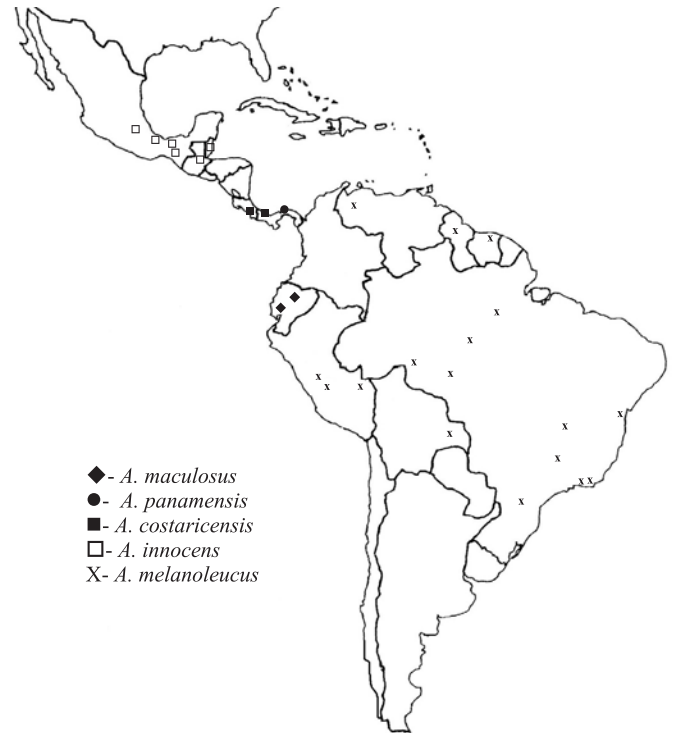 - A. maculosus
- A. panamensis
- A. costaricensis
- A. innocens
X- A. melanoleucus